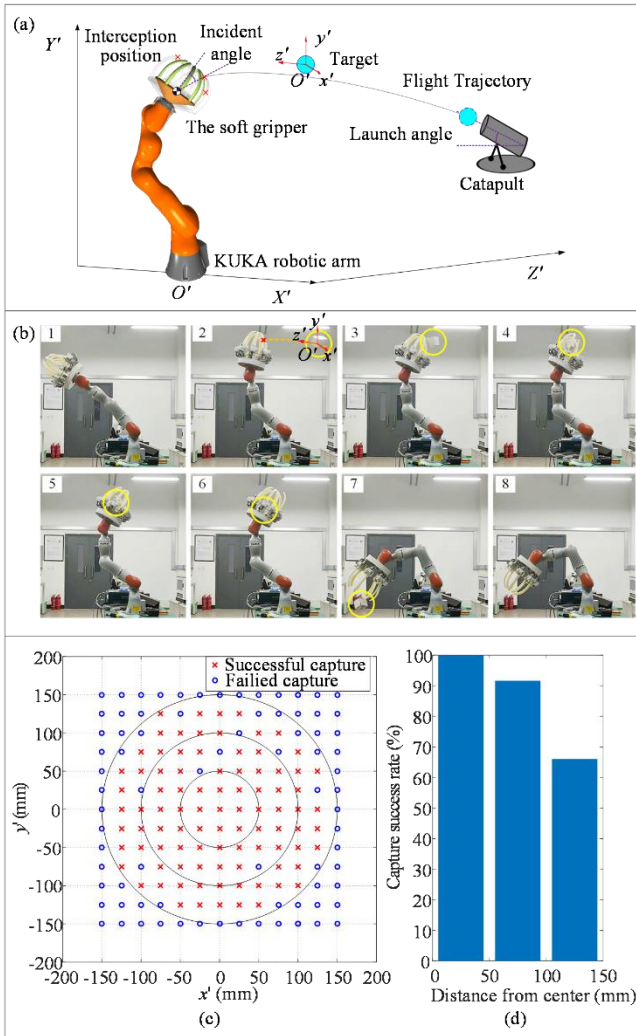 (a)
Y'
Interception
position
Incident
angle
y'
z'
Target
O'
x'
Flight Trajectory
The soft gripper
Launch angle
Catapult
KUKA robotic arm
O'
X'
Z'
(b)
1
2
y'
z'
O'
x'
3
4
5
6
7
8
200
150
100
50
0
-50
-100
-150
-200
y' (mm)
× Successful capture
○ Failied capture
-200 -150 -100 -50 0 50 100 150 200
x' (mm)
(c)
100
90
80
70
60
50
40
30
20
10
0
Capture success rate (%)
0 50 100 150
Distance from center (mm)
(d)